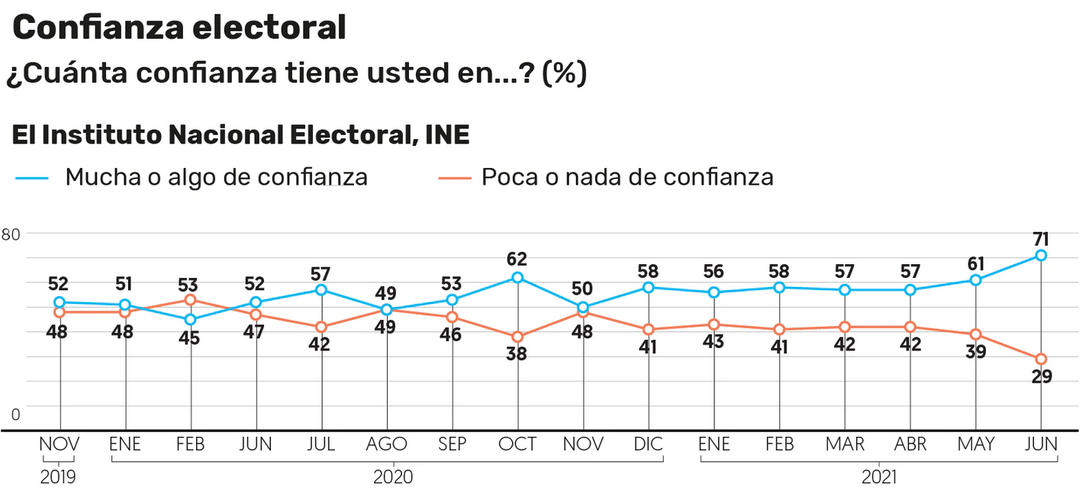 Confianza electoral
¿Cuánta confianza tiene usted en...? (%)
El Instituto Nacional Electoral, INE
Mucha o algo de confianza Poca o nada de confianza
80
52 51 53 52 57 49 53 62 50 58 56 58 57 57 61 71
48 48 45 47 42 49 46 38 48 41 43 41 42 42 39 29
0
NOV ENE FEB JUN JUL AGO SEP OCT NOV DIC ENE FEB MAR ABR MAY JUN
2019 2020 2021